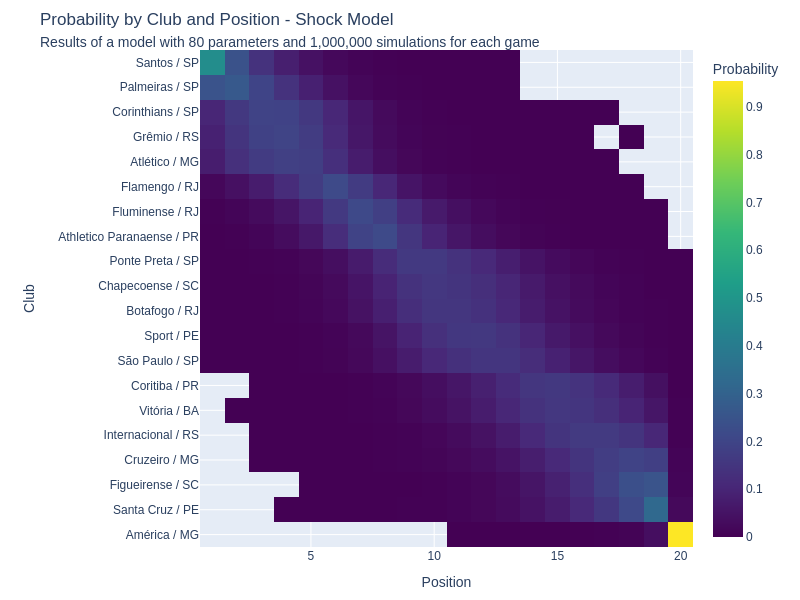 Probability by Club and Position - Shock Model
Results of a model with 80 parameters and 1,000,000 simulations for each game
Probability
Santos / SP
Palmeiras / SP
Corinthians / SP
Grêmio / RS
Atlético / MG
Flamengo / RJ
Fluminense / RJ
Athletico Paranaense / PR
Ponte Preta / SP
Chapecoense / SC
Botafogo / RJ
Sport / PE
São Paulo / SP
Coritiba / PR
Vitória / BA
Internacional / RS
Cruzeiro / MG
Figueirense / SC
Santa Cruz / PE
América / MG
Club
5
10
15
20
Position
0.9
0.8
0.7
0.6
0.5
0.4
0.3
0.2
0.1
0